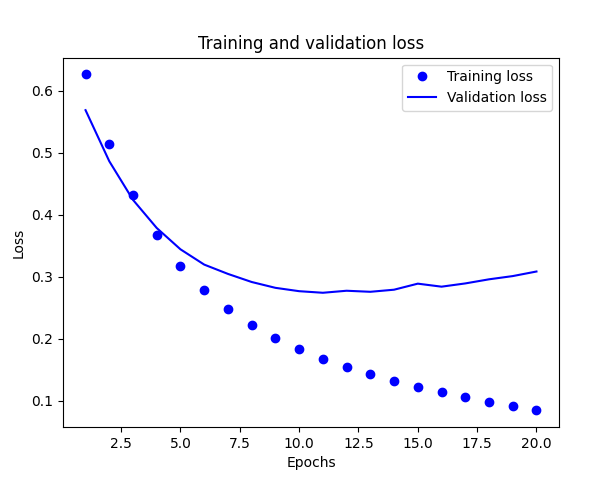 Training and validation loss
Training loss
Validation loss
0.6
0.5
0.4
0.3
0.2
0.1
Loss
2.5 5.0 7.5 10.0 12.5 15.0 17.5 20.0
Epochs